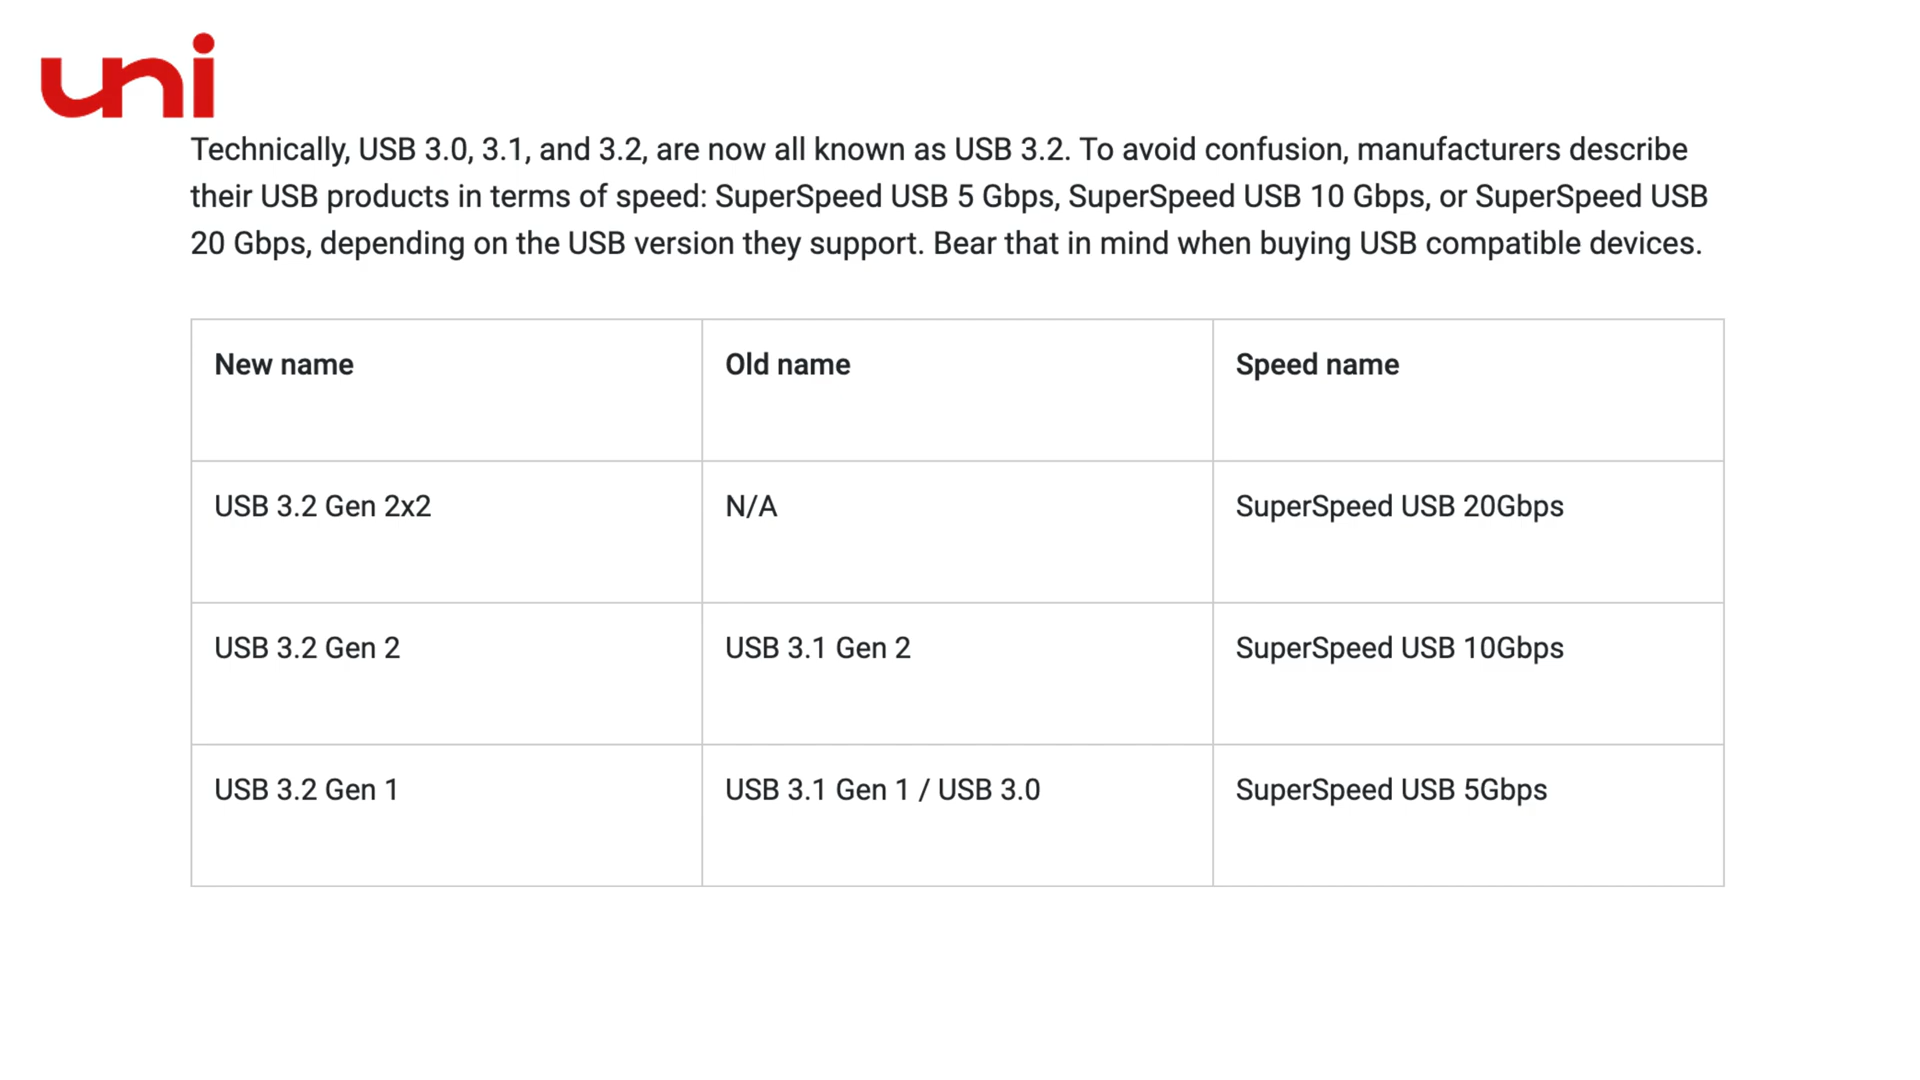 uni
Technically, USB 3.0, 3.1, and 3.2, are now all known as USB 3.2. To avoid confusion, manufacturers describe
their USB products in terms of speed: SuperSpeed USB 5 Gbps, SuperSpeed USB 10 Gbps, or SuperSpeed USB
20 Gbps, depending on the USB version they support. Bear that in mind when buying USB compatible devices.
New name Old name Speed name
USB 3.2 Gen 2x2 N/A SuperSpeed USB 20Gbps
USB 3.2 Gen 2 USB 3.1 Gen 2 SuperSpeed USB 10Gbps
USB 3.2 Gen 1 USB 3.1 Gen 1 / USB 3.0 SuperSpeed USB 5Gbps